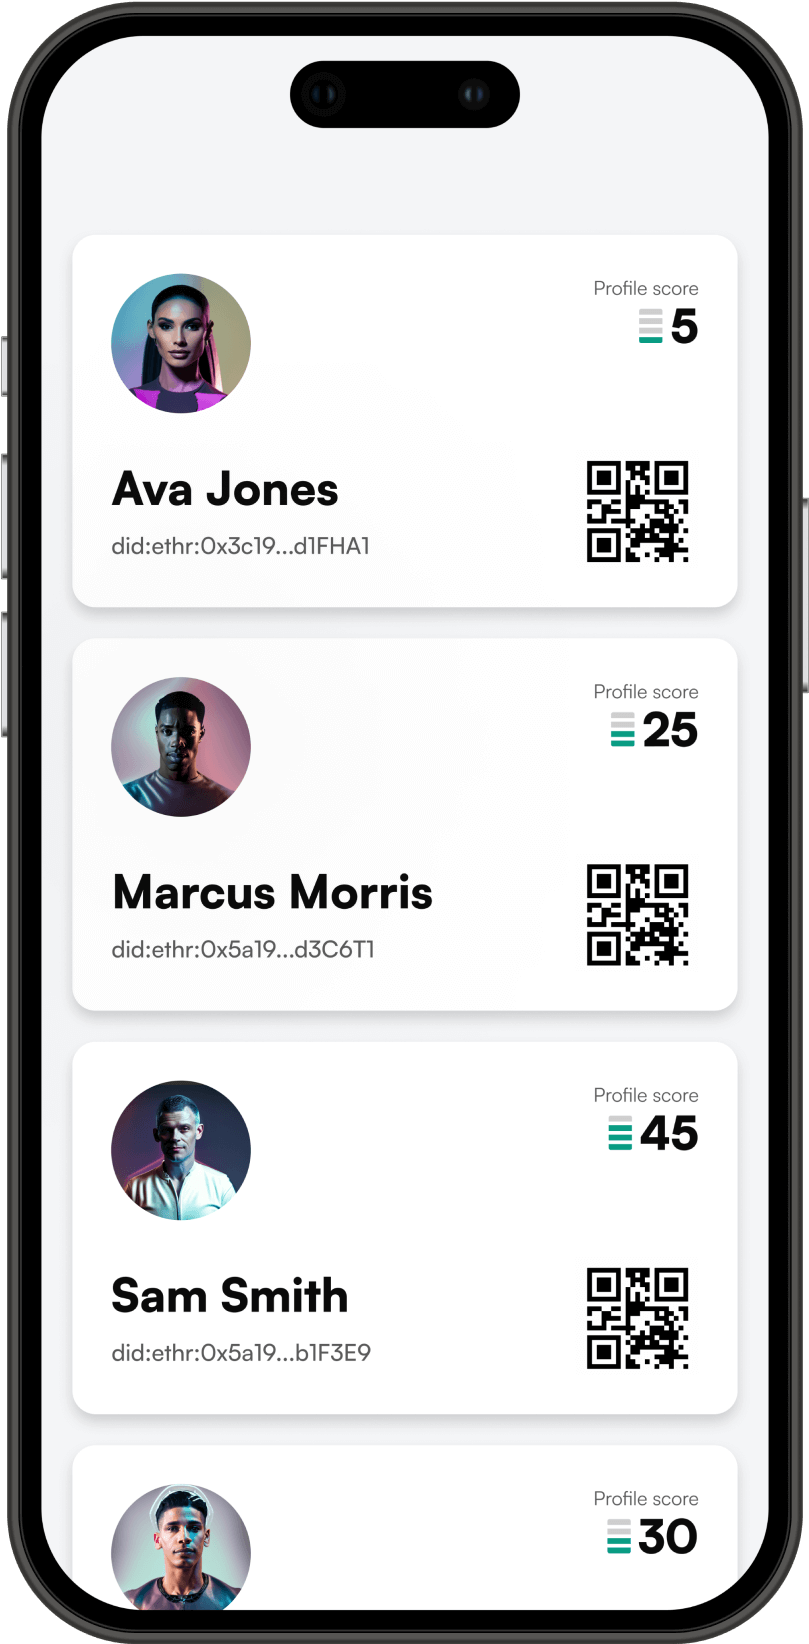 Profile score
5
Ava Jones
did:ethr:0x3c19...d1FHA1
Profile score
25
Marcus Morris
did:ethr:0x5a19...d3C6T1
Profile score
45
Sam Smith
did:ethr:0x5a19...b1F3E9
Profile score
30